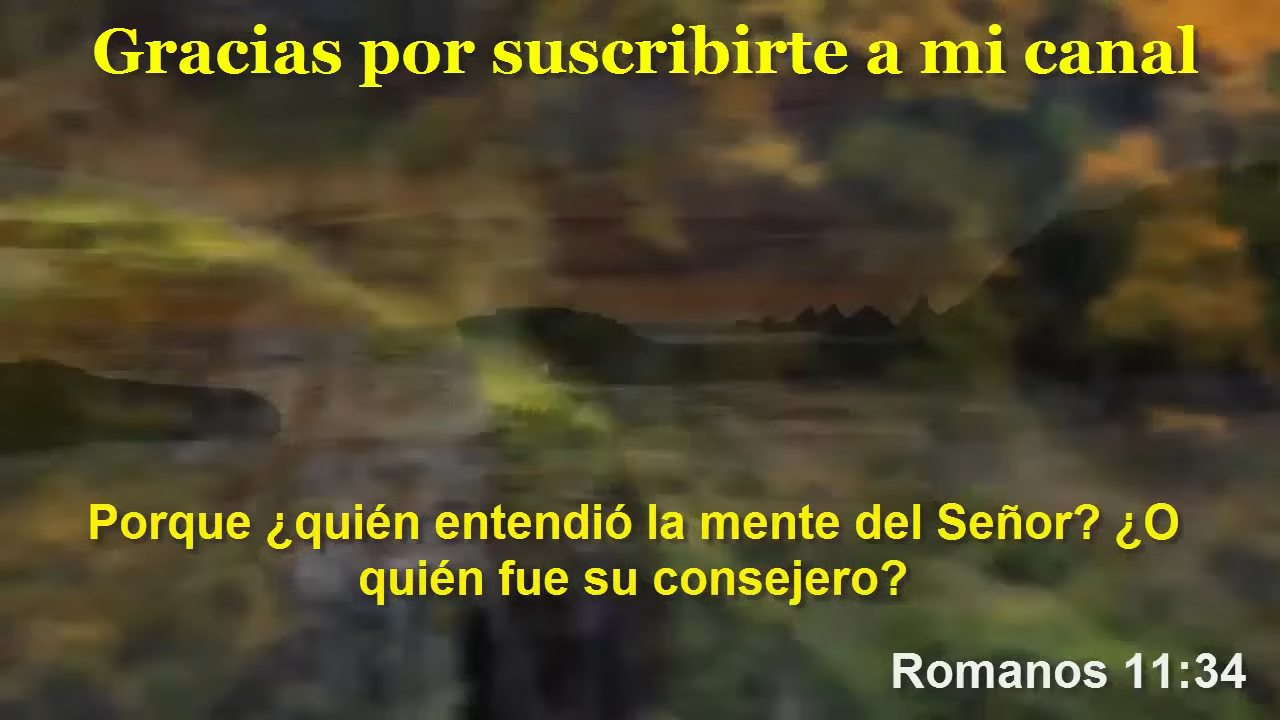 Gracias por suscribirte a mi canal
Porque ¿quién entendió la mente del Señor? ¿O
quién fue su consejero?
Romanos 11:34